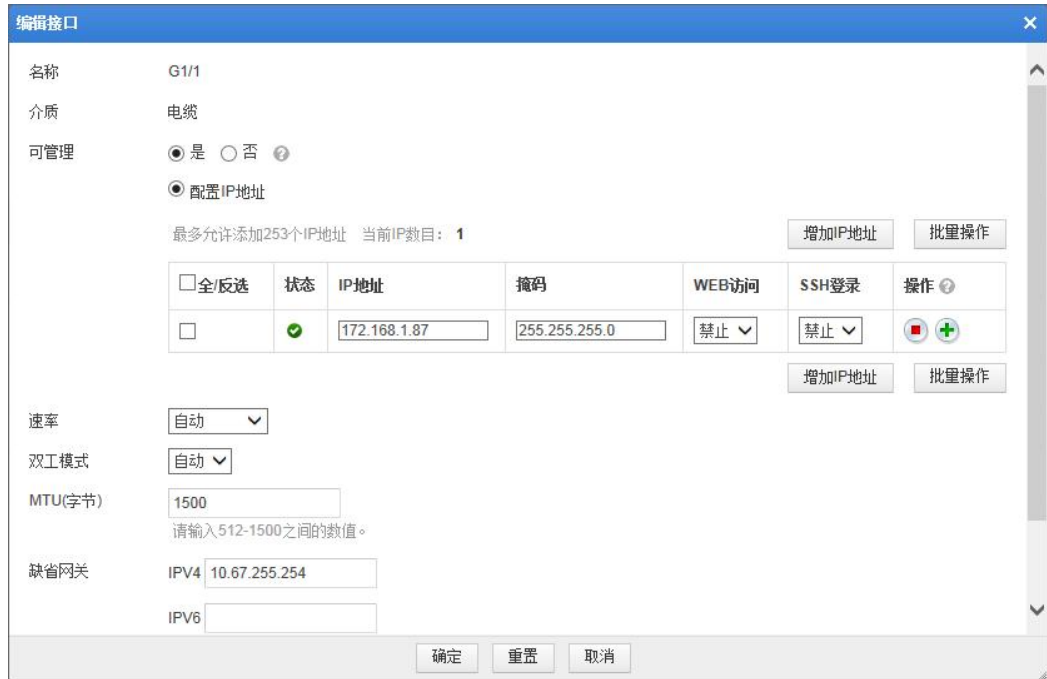 编辑接口
名称 G1/1
介质 电缆
可管理 是 否
配置IP地址
最多允许添加253个IP地址 当前IP数目: 1 增加IP地址 批量操作
全/反选 状态 IP地址 掩码 WEB访问 SSH登录 操作
172.168.1.87 255.255.255.0 禁止 禁止
增加IP地址 批量操作
速率 自动
双工模式 自动
MTU(字节) 1500
请输入512-1500之间的数值。
缺省网关 IPV4 10.67.255.254
IPV6
确定 重置 取消